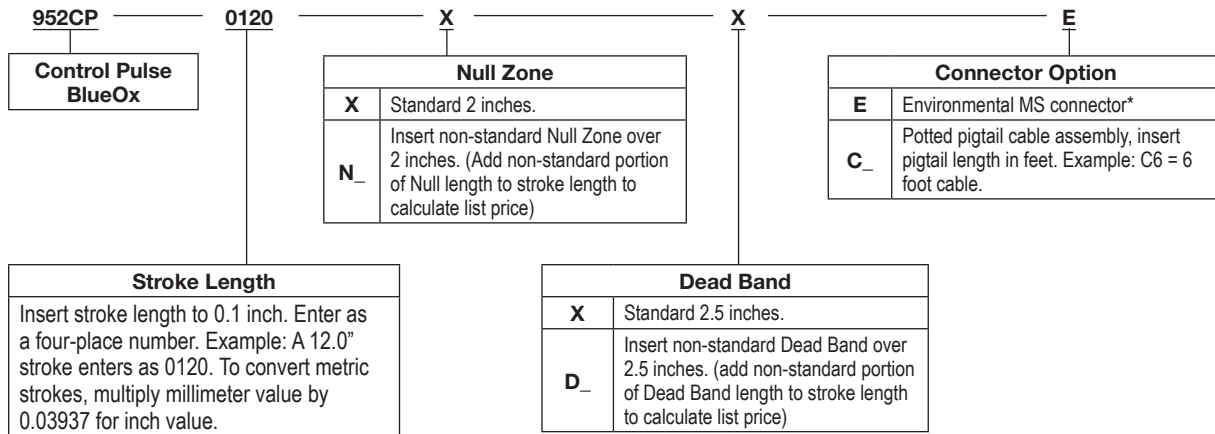 952CP 0120 X X E
Control Pulse
BlueOx
Null Zone
X Standard 2 inches.
N_ Insert non-standard Null Zone over
2 inches. (Add non-standard portion
of Null length to stroke length to
calculate list price)
Connector Option
E Environmental MS connector*
C_ Potted pigtail cable assembly, insert
pigtail length in feet. Example: C6 = 6
foot cable.
Stroke Length
Insert stroke length to 0.1 inch. Enter as
a four-place number. Example: A 12.0”
stroke enters as 0120. To convert metric
strokes, multiply millimeter value by
0.03937 for inch value.
Dead Band
X Standard 2.5 inches.
D_ Insert non-standard Dead Band over
2.5 inches. (add non-standard portion
of Dead Band length to stroke length
to calculate list price)